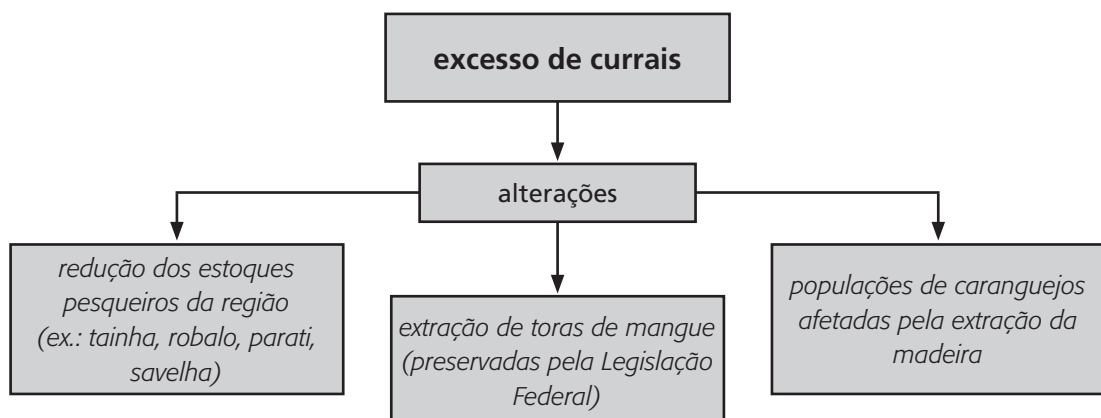 excesso de currais
alterações
redução dos estoques
pesqueiros da região
(ex.: tainha, robalo, parati,
savelha)
extração de toras de mangue
(preservadas pela Legislação
Federal)
populações de caranguejos
afetadas pela extração da
madeira